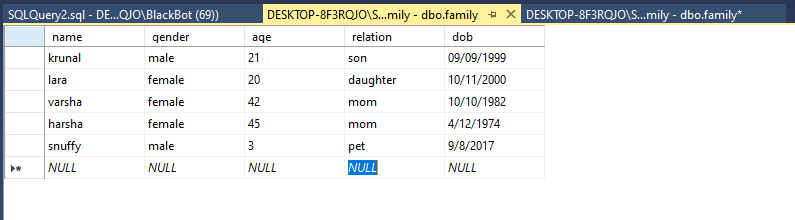 SQLQuery2.sql - DE...QJO\BlackBot (69)) DESKTOP-8F3RQJO\S...mily - dbo.family DESKTOP-8F3RQJO\S...mily - dbo.family*
name gender age relation dob
krunal male 21 son 09/09/1999
lara female 20 daughter 10/11/2000
varsha female 42 mom 10/10/1982
harsha female 45 mom 4/12/1974
snuffy male 3 pet 9/8/2017
NULL NULL NULL NULL NULL